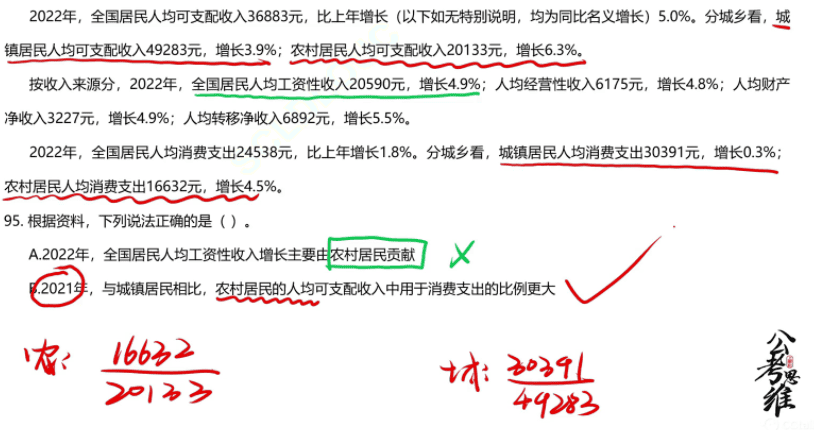 2022年，全国居民人均可支配收入36883元，比上年增长（以下如无特别说明，均为同比名义增长）5.0%。分城乡看，城
镇居民人均可支配收入49283元，增长3.9%；农村居民人均可支配收入20133元，增长6.3%。
按收入来源分，2022年，全国居民人均工资性收入20590元，增长4.9%；人均经营性收入6175元，增长4.8%；人均财产
净收入3227元，增长4.9%；人均转移净收入6892元，增长5.5%。
2022年，全国居民人均消费支出24538元，比上年增长1.8%。分城乡看，城镇居民人均消费支出30391元，增长0.3%；
农村居民人均消费支出16632元，增长4.5%。
95. 根据资料，下列说法正确的是（ ）。
A.2022年，全国居民人均工资性收入增长主要由农村居民贡献
B.2021年，与城镇居民相比，农村居民的人均可支配收入中用于消费支出的比例更大
农: 16632
20133
城: 30391
49283
公考思维